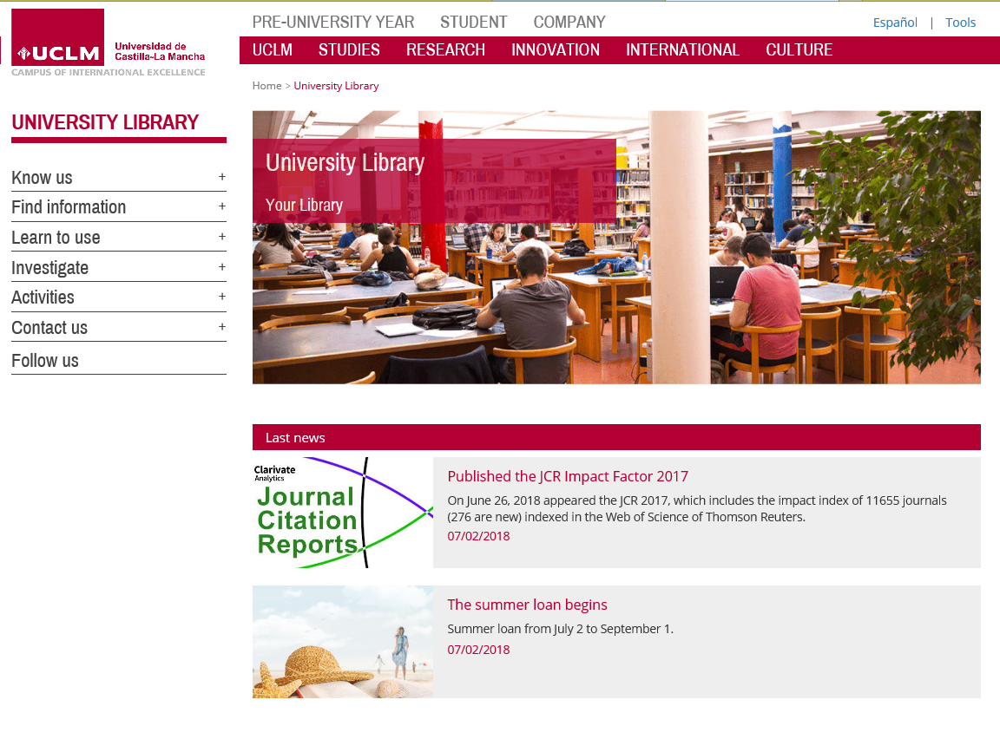 PRE-UNIVERSITY YEAR STUDENT COMPANY
Español | Tools
UCLM
Universidad de
Castilla-La Mancha
CAMPUS OF INTERNATIONAL EXCELLENCE
UCLM STUDIES RESEARCH INNOVATION INTERNATIONAL CULTURE
Home > University Library
UNIVERSITY LIBRARY
Know us +
Find information +
Learn to use +
Investigate +
Activities +
Contact us +
Follow us
University Library
Your Library
Last news
Clarivate
Analytics
Journal
Citation
Reports
Published the JCR Impact Factor 2017
On June 26, 2018 appeared the JCR 2017, which includes the impact index of 11655 journals
(276 are new) indexed in the Web of Science of Thomson Reuters.
07/02/2018
The summer loan begins
Summer loan from July 2 to September 1.
07/02/2018